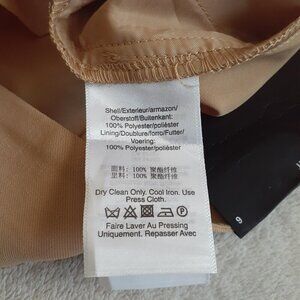 Shell/Exterieur/armazon/
Oberstoff/Buitenkant:
100% Polyester/poliéster
Lining/Doublure/forro/Futter/
Voering:
100% Polyester/poliéster
面料: 100% 聚酯纤维
里料: 100% 聚酯纤维
Dry Clean Only. Cool Iron. Use
Press Cloth.
Faire Laver Au Pressing
Uniquement. Repasser Avec
6